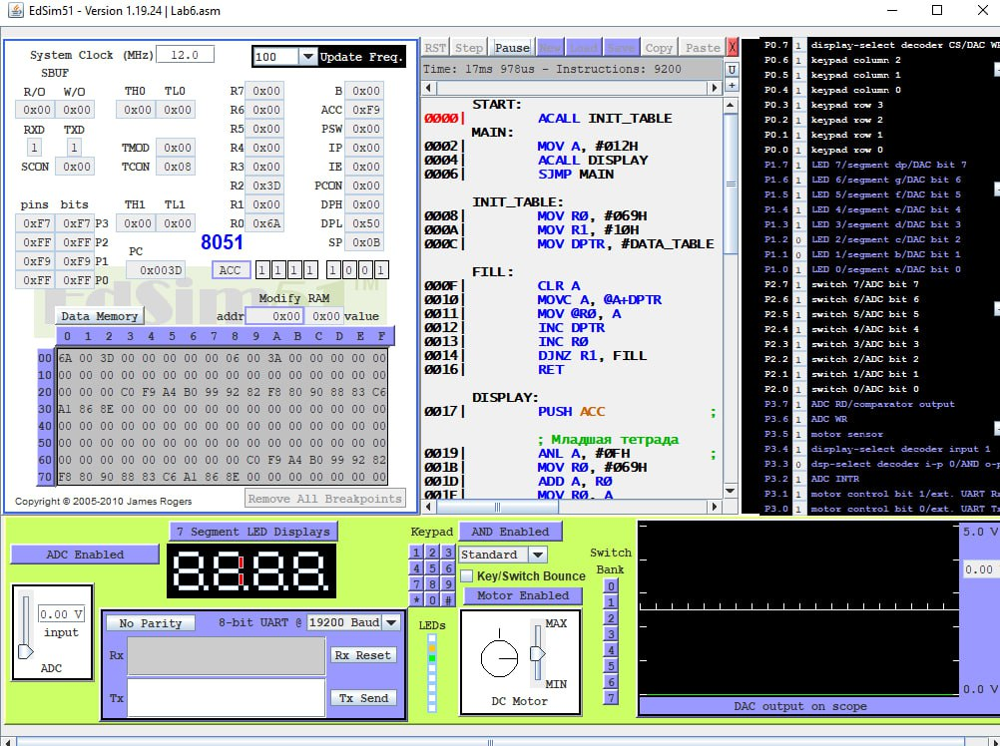 EdSim51 - Version 1.19.24 | Lab6.asm
System Clock (MHz) 12.0 100 Update Freq.
SBUF
R/O W/O TH0 TL0 R7 0x00 B 0x00
0x00 0x00 0x00 0x00 R6 0x00 ACC 0xF9
RXD TXD R5 0x00 PSW 0x00
1 1 TMOD 0x00 R4 0x00 IP 0x00
SCON 0x00 TCON 0x08 R3 0x00 IE 0x00
R2 0x3D PCON 0x00
pins bits TH1 TL1 R1 0x00 DPH 0x00
0xF7 0xF7 P3 0x00 0x00 R0 0x6A DPL 0x50
0xFF 0xFF P2 PC 8051 SP 0x0B
0xF9 0xF9 P1 0x003D ACC 1 1 1 1 1 0 0 1
0xFF 0xFF P0
EdSim51 TM
Modify RAM
Data Memory addr 0x00 0x00 value
0 1 2 3 4 5 6 7 8 9 A B C D E F
00 6A 00 3D 00 00 00 00 00 06 00 3A 00 00 00 00 00
10 00 00 00 00 00 00 00 00 00 00 00 00 00 00 00 00
20 00 00 00 C0 F9 A4 B0 99 92 82 F8 80 90 88 83 C6
30 A1 86 8E 00 00 00 00 00 00 00 00 00 00 00 00 00
40 00 00 00 00 00 00 00 00 00 00 00 00 00 00 00 00
50 00 00 00 00 00 00 00 00 00 00 00 00 00 00 00 00
60 00 00 00 00 00 00 00 00 00 C0 F9 A4 B0 99 92 82
70 F8 80 90 88 83 C6 A1 86 8E 00 00 00 00 00 00 00
Copyright © 2005-2010 James Rogers Remove All Breakpoints
RST Step Pause New Load Save Copy Paste X
Time: 17ms 978us - Instructions: 9200 U
+
START:
0000| ACALL INIT_TABLE
MAIN:
0002| MOV A, #012H
0004| ACALL DISPLAY
0006| SJMP MAIN
INIT_TABLE:
0008| MOV R0, #069H
000A| MOV R1, #10H
000C| MOV DPTR, #DATA_TABLE
FILL:
000F| CLR A
0010| MOVC A, @A+DPTR
0011| MOV @R0, A
0012| INC DPTR
0013| INC R0
0014| DJNZ R1, FILL
0016| RET
DISPLAY:
0017| PUSH ACC ;
; Младшая тетрада
0019| ANL A, #0FH ;
001B| MOV R0, #069H
001D| ADD A, R0
001E| MOV R0, A
P0.7 1 display-select decoder CS/DAC WR
P0.6 1 keypad column 2
P0.5 1 keypad column 1
P0.4 1 keypad column 0
P0.3 1 keypad row 3
P0.2 1 keypad row 2
P0.1 1 keypad row 1
P0.0 1 keypad row 0
P1.7 1 LED 7/segment dp/DAC bit 7
P1.6 1 LED 6/segment g/DAC bit 6
P1.5 1 LED 5/segment f/DAC bit 5
P1.4 1 LED 4/segment e/DAC bit 4
P1.3 1 LED 3/segment d/DAC bit 3
P1.2 0 LED 2/segment c/DAC bit 2
P1.1 0 LED 1/segment b/DAC bit 1
P1.0 1 LED 0/segment a/DAC bit 0
P2.7 1 switch 7/ADC bit 7
P2.6 1 switch 6/ADC bit 6
P2.5 1 switch 5/ADC bit 5
P2.4 1 switch 4/ADC bit 4
P2.3 1 switch 3/ADC bit 3
P2.2 1 switch 2/ADC bit 2
P2.1 1 switch 1/ADC bit 1
P2.0 1 switch 0/ADC bit 0
P3.7 1 ADC RD/comparator output
P3.6 1 ADC WR
P3.5 1 motor sensor
P3.4 1 display-select decoder input 1
P3.3 0 dsp-select decoder i-p 0/AND o-p
P3.2 1 ADC INTR
P3.1 1 motor control bit 1/ext. UART Rx
P3.0 1 motor control bit 0/ext. UART
ADC Enabled 7 Segment LED Displays Keypad AND Enabled
1 2 3 Standard
4 5 6 Key/Switch Bounce
7 8 9 Motor Enabled
* 0 #
8.8.8.8.
0.00 V
input
ADC
No Parity 8-bit UART @ 19200 Baud
Rx Rx Reset
Tx Tx Send
LEDs
MAX
MIN
DC Motor
Switch
Bank
0
1
2
3
4
5
6
7
5.0 V
0.00
0.0 V
DAC output on scope